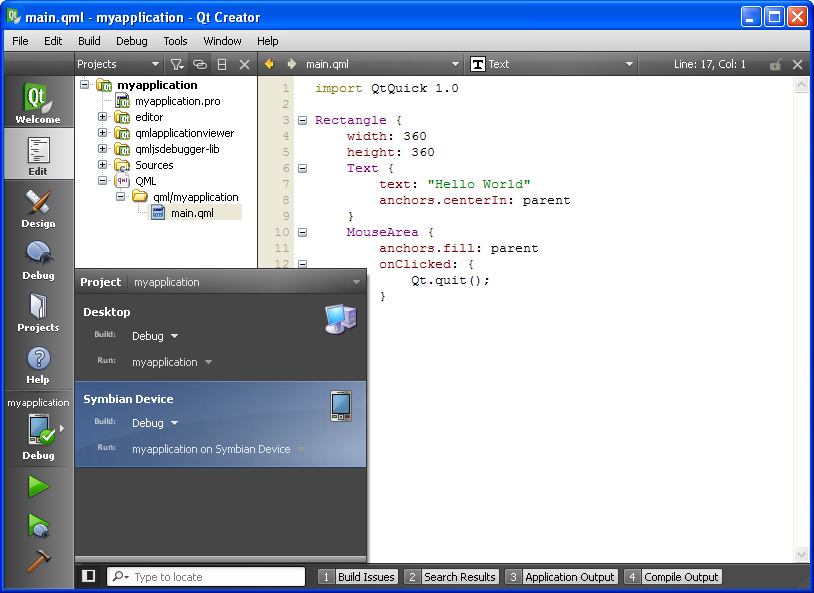 main.qml - myapplication - Qt Creator
File Edit Build Debug Tools Window Help
Projects main.qml T Text Line: 17, Col: 1
Qt
Welcome
Edit
Design
Debug
Projects
Help
myapplication
Debug
myapplication
myapplication.pro
editor
qmlapplicationviewer
qmljsdebugger-lib
Sources
QML
qml/myapplication
main.qml
1 import QtQuick 1.0
2
3 Rectangle {
4 width: 360
5 height: 360
6 Text {
7 text: "Hello World"
8 anchors.centerIn: parent
9 }
10 MouseArea {
11 anchors.fill: parent
12 onClicked: {
Qt.quit();
}
Project myapplication
Desktop
Build: Debug
Run: myapplication
Symbian Device
Build: Debug
Run: myapplication on Symbian Device
Type to locate 1 Build Issues 2 Search Results 3 Application Output 4 Compile Output